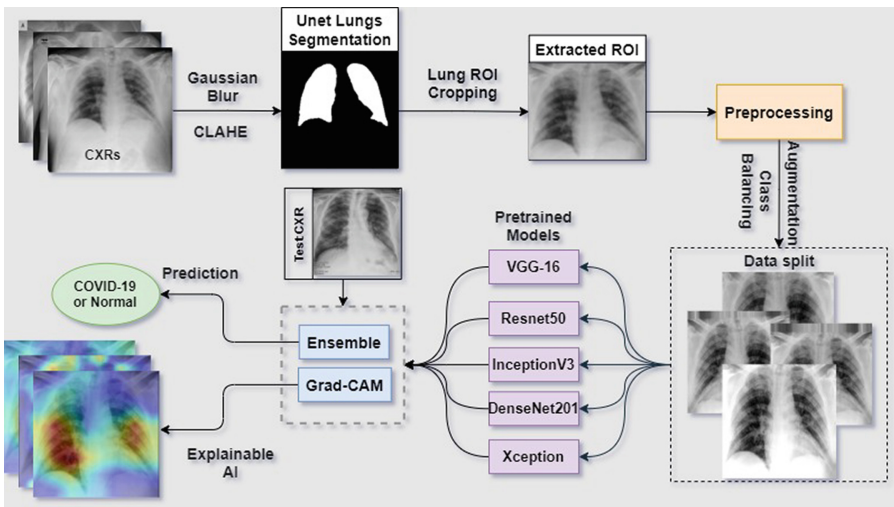 Unet Lungs
Segmentation
Extracted ROI
Gaussian
Blur
CLAHE
Lung ROI
Cropping
CXRs
Preprocessing
Augmentation
Class
Balancing
Test CXR
Pretrained
Models
Data split
VGG-16
Resnet50
InceptionV3
DenseNet201
Xception
Prediction
COVID-19
or Normal
Ensemble
Grad-CAM
Explainable
AI